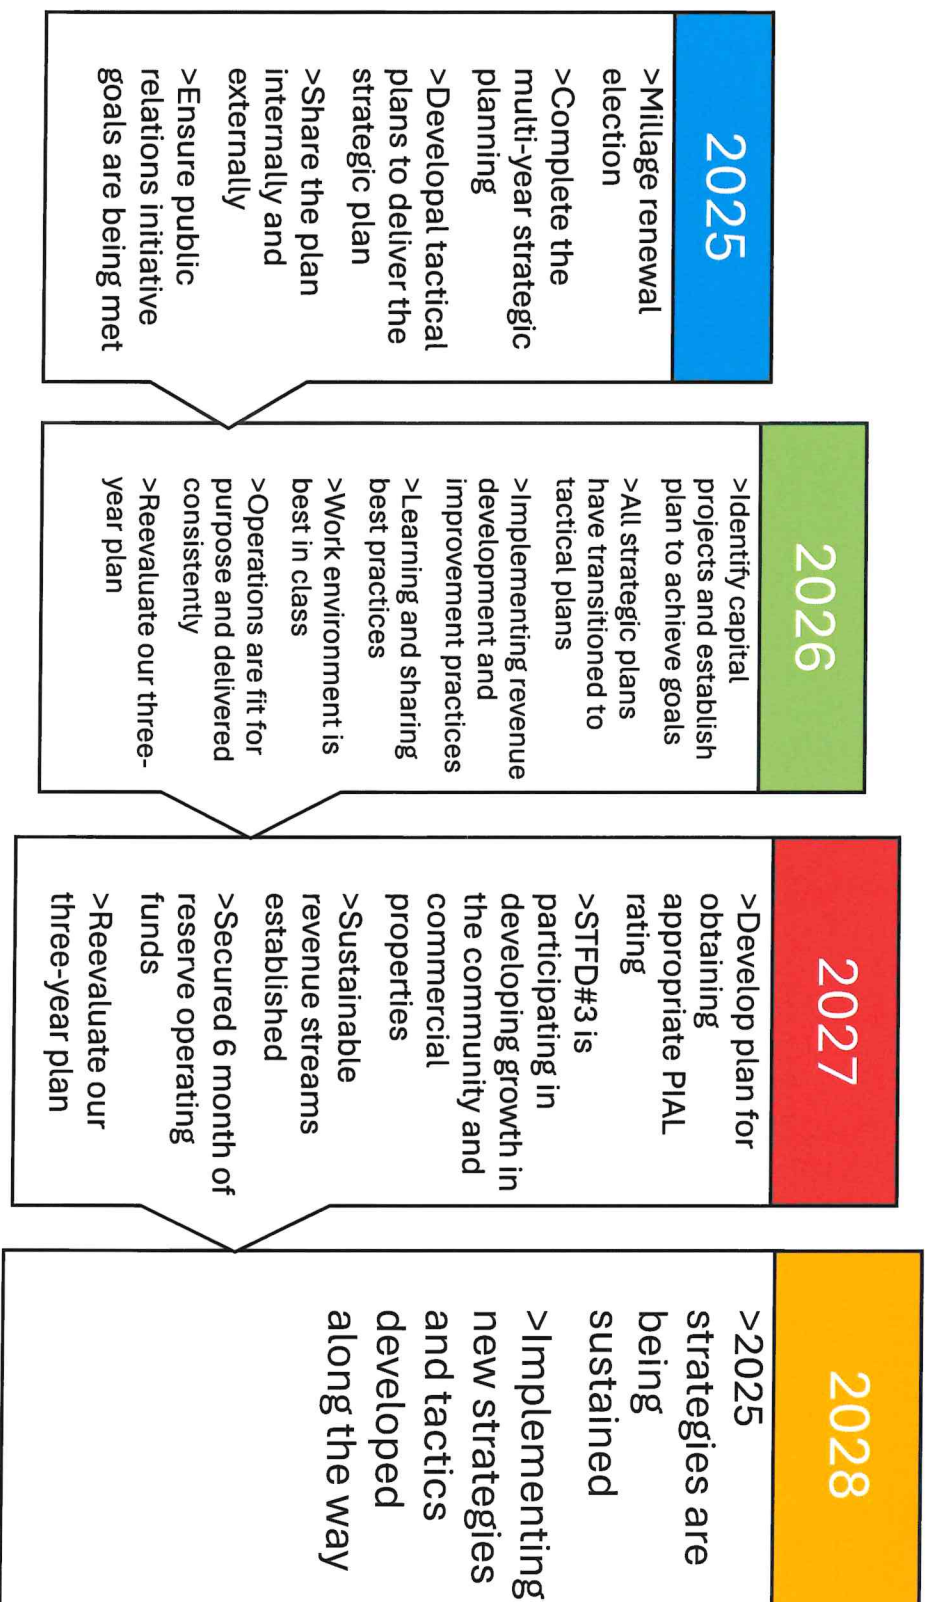 2025
>Millage renewal
election
>Complete the
multi-year strategic
planning
>Developal tactical
plans to deliver the
strategic plan
>Share the plan
internally and
externally
>Ensure public
relations initiative
goals are being met
2026
>Identify capital
projects and establish
plan to achieve goals
>All strategic plans
have transitioned to
tactical plans
>Implementing revenue
development and
improvement practices
>Learning and sharing
best practices
>Work environment is
best in class
>Operations are fit for
purpose and delivered
consistently
>Reevaluate our three-
year plan
2027
>Develop plan for
obtaining
appropriate PIAL
rating
>STFD#3 is
participating in
developing growth in
the community and
commercial
properties
>Sustainable
revenue streams
established
>Secured 6 month of
reserve operating
funds
>Reevaluate our
three-year plan
2028
>2025
strategies are
being
sustained
>Implementing
new strategies
and tactics
developed
along the way